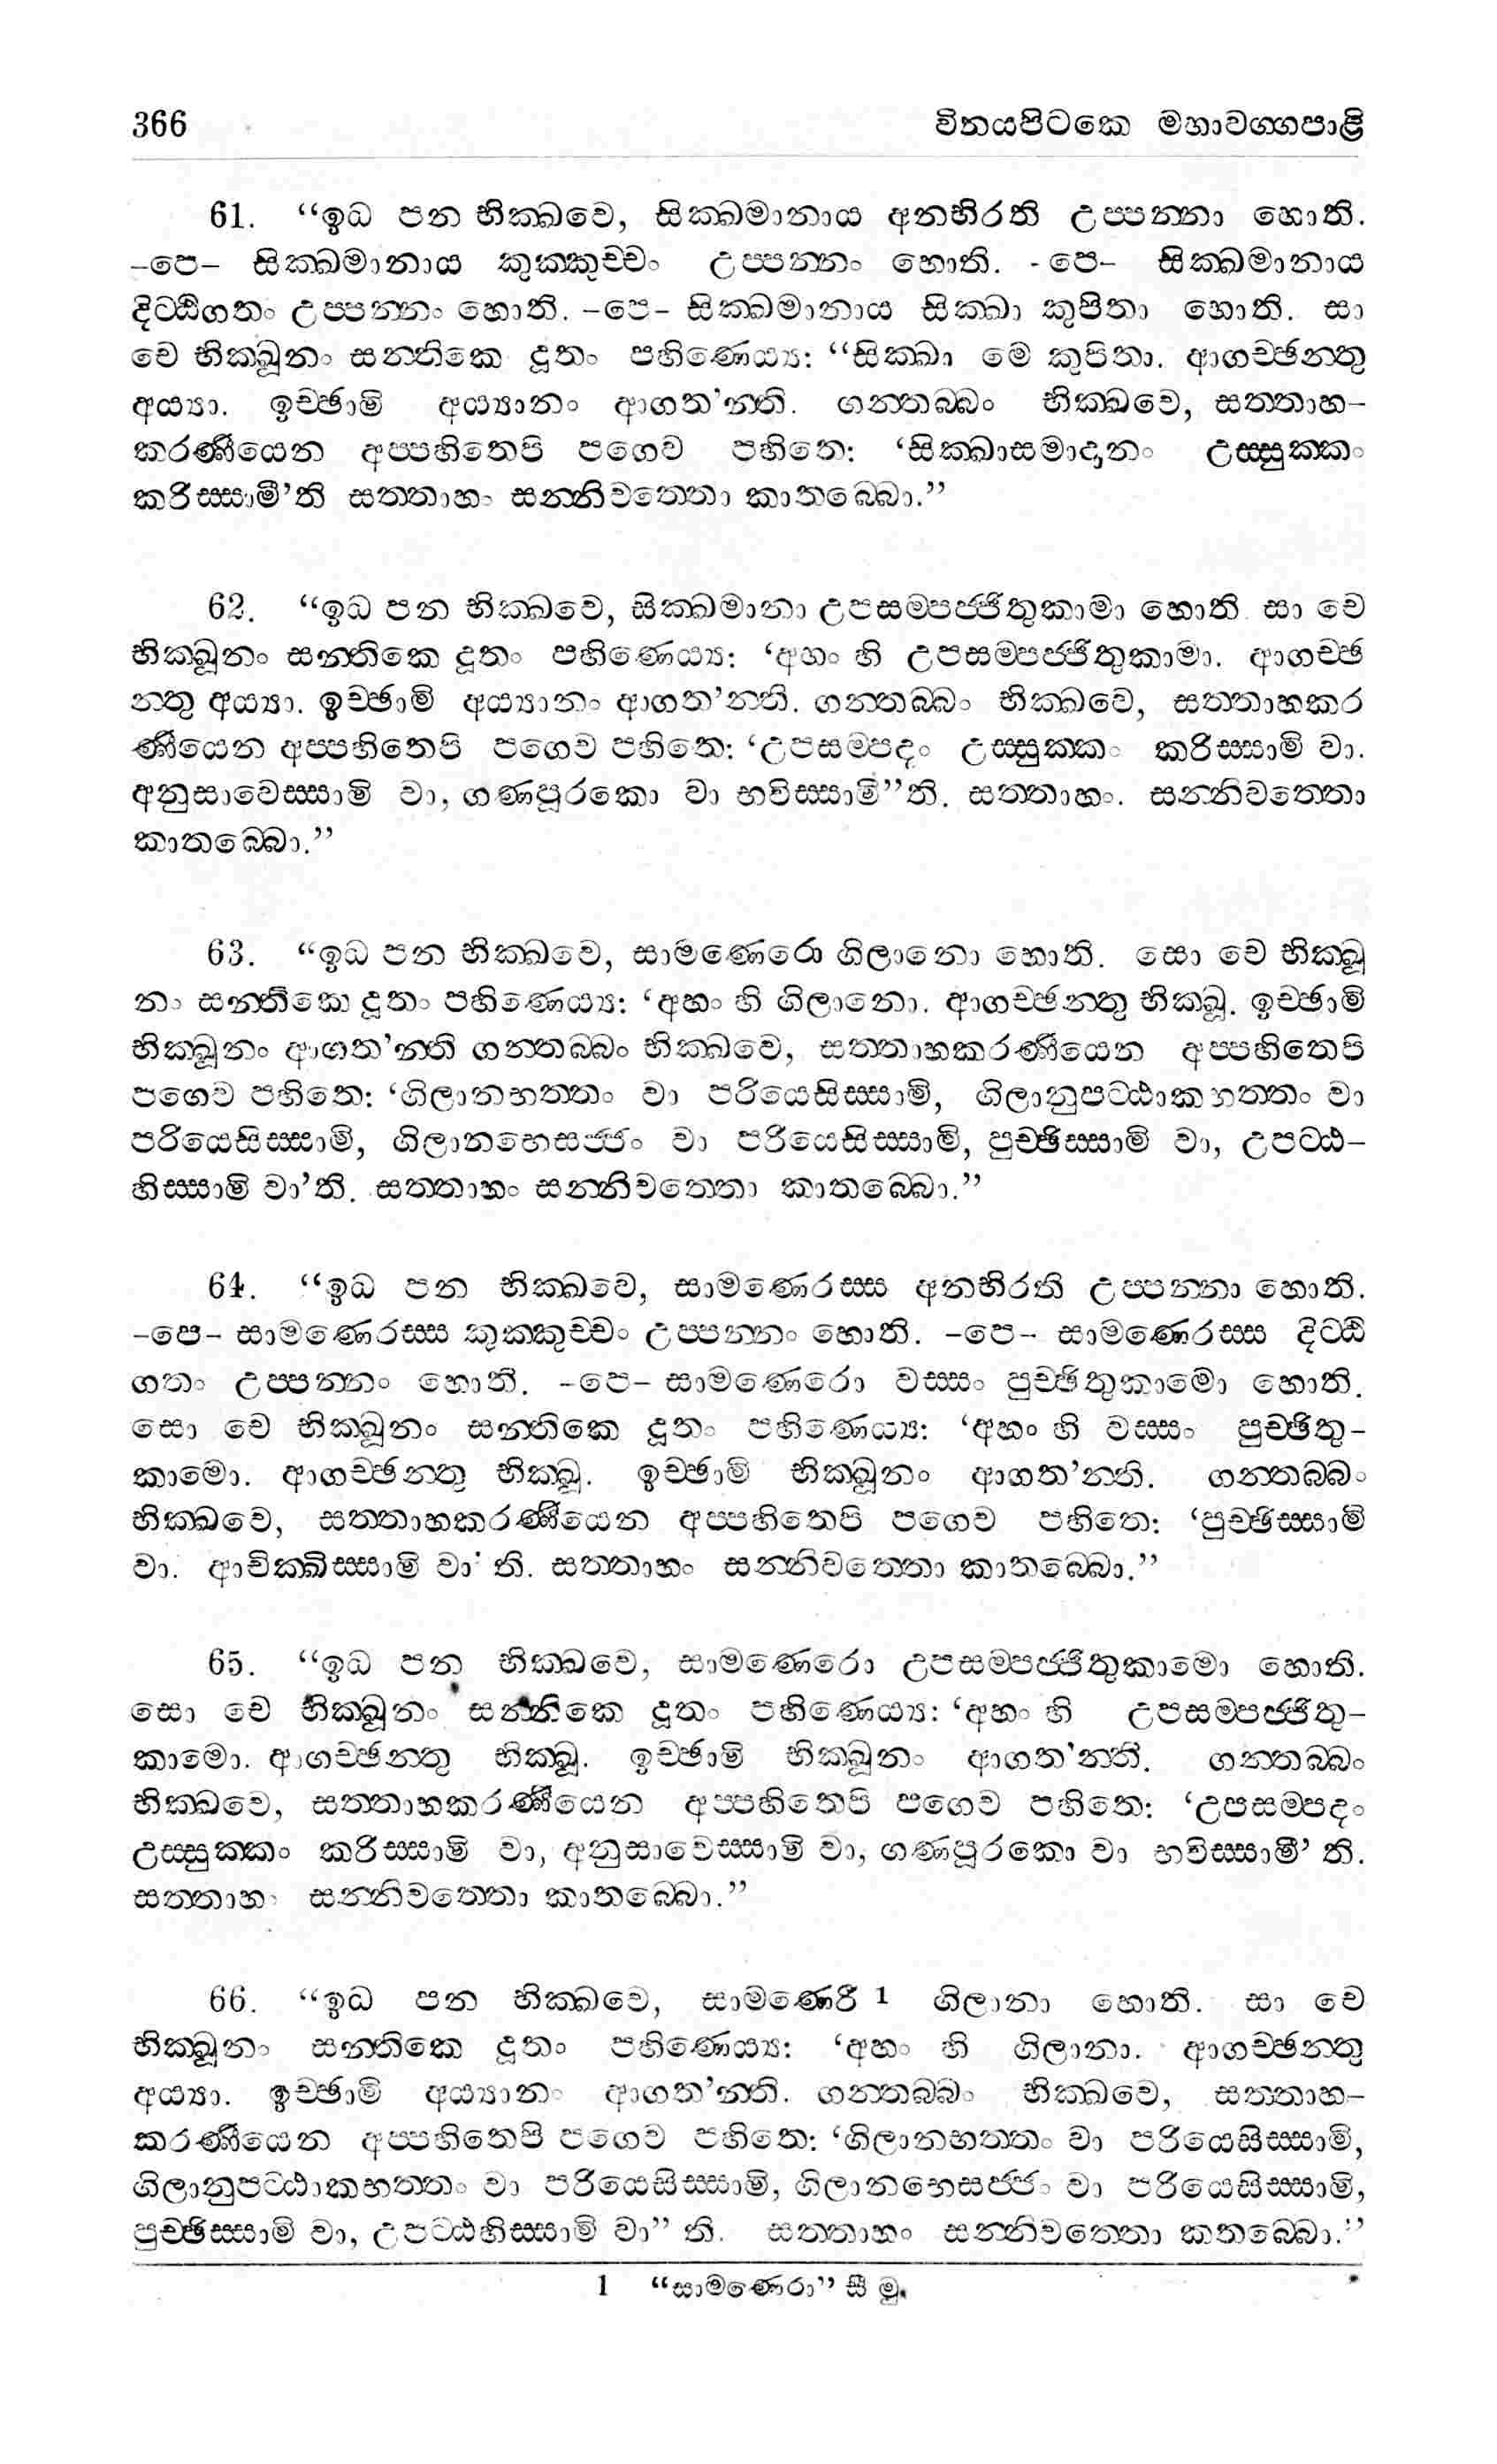 366 විනයපිටකෙ මහාවග්ගපාළි
61. “ඉධ පන භික්ඛවෙ, සික්ඛමානාය අනභිරති උප්පන්නා හොති.
–පෙ– සික්ඛමානාය කුක්කුච්චං උප්පන්නං හොති. -පෙ– සික්ඛමානාය
දිට්ඨිගතං උප්පන්නං හොති. –පෙ– සික්ඛමානාය සික්ඛා කුපිතා හොති. සා
චෙ භික්ඛූනං සන්තිකෙ දූතං පහිණෙය්‍ය: “සික්ඛා මෙ කුපිතා. ආගච්ඡන්තු
අය්‍යා. ඉච්ඡාමි අය්‍යානං ආගත’න්ති. ගන්තබ්බං භික්ඛවෙ, සත්තාහ–
කරණීයෙන අප්පහිතෙපි පගෙව පහිතෙ: ‘සික්ඛාසමාදානං උස්සුක්කං
කරිස්සාමී’ති සත්තාහං සන්නිවත්තො කාතබ්බො.”
62. “ඉධ පන භික්ඛවෙ, සික්ඛමානා උපසම්පජ්ජිතුකාමා හොති. සා චෙ
භික්ඛූනං සන්තිකෙ දූතං පහිණෙය්‍ය: ‘අහං හි උපසම්පජ්ජිතුකාමා. ආගච්ඡ
න්තු අය්‍යා. ඉච්ඡාමි අය්‍යානං ආගත’න්ති. ගන්තබ්බං භික්ඛවෙ, සත්තාහකර
ණීයෙන අප්පහිතෙපි පගෙව පහිතෙ: ‘උපසම්පදං උස්සුක්කං කරිස්සාමි වා.
අනුසාවෙස්සාමි වා, ගණපූරකො වා භවිස්සාමි”ති. සත්තාහං. සන්නිවත්තො
කාතබ්බො.”
63. “ඉධ පන භික්ඛවෙ, සාමණෙරො ගිලානො හොති. සො චෙ භික්ඛූ
නං සන්තිකෙ දූතං පහිණෙය්‍ය: ‘අහං හි ගිලානො. ආගච්ඡන්තු භික්ඛූ. ඉච්ඡාමි
භික්ඛූනං ආගත’න්ති ගන්තබ්බං භික්ඛවෙ, සත්තාහකරණීයෙන අප්පහිතෙපි
පගෙව පහිතෙ: ‘ගිලානභත්තං වා පරියෙසිස්සාමි, ගිලානුපට්ඨාකභත්තං වා
පරියෙසිස්සාමි, ගිලානභෙසජ්ජං වා පරියෙසිස්සාමි, පුච්ඡිස්සාමි වා, උපට්ඨ–
හිස්සාමි වා’ති. සත්තාහං සන්නිවත්තො කාතබ්බො.”
64. “ඉධ පන භික්ඛවෙ, සාමණෙරස්ස අනභිරති උප්පන්නා හොති.
–පෙ– සාමණෙරස්ස කුක්කුච්චං උප්පන්නං හොති. –පෙ– සාමණෙරස්ස දිට්ඨි
ගතං උප්පන්නං හොති. –පෙ– සාමණෙරො වස්සං පුච්ඡිතුකාමො හොති.
සො චෙ භික්ඛූනං සන්තිකෙ දූතං පහිණෙය්‍ය: ‘අහං හි වස්සං පුච්ඡිතු–
කාමො. ආගච්ඡන්තු භික්ඛූ. ඉච්ඡාමි භික්ඛූනං ආගත’න්ති. ගන්තබ්බං
භික්ඛවෙ, සත්තාහකරණීයෙන අප්පහිතෙපි පගෙව පහිතෙ: ‘පුච්ඡිස්සාමි
වා. ආචික්ඛිස්සාමි වා’ ති. සත්තාහං සන්නිවත්තො කාතබ්බො.”
65. “ඉධ පන භික්ඛවෙ, සාමණෙරො උපසම්පජ්ජිතුකාමො හොති.
සො චෙ භික්ඛූනං සන්තිකෙ දූතං පහිණෙය්‍ය: ‘අහං හි උපසම්පජ්ජිතු–
කාමො. ආගච්ඡන්තු භික්ඛූ. ඉච්ඡාමි භික්ඛූනං ආගත’න්ති. ගන්තබ්බං
භික්ඛවෙ, සත්තාහකරණීයෙන අප්පහිතෙපි පගෙව පහිතෙ: ‘උපසම්පදං
උස්සුක්කං කරිස්සාමි වා, අනුසාවෙස්සාමි වා, ගණපූරකො වා භවිස්සාමී’ ති.
සත්තාහං සන්නිවත්තො කාතබ්බො.”
66. “ඉධ පන භික්ඛවෙ, සාමණෙරී 1 ගිලානා හොති. සා චෙ
භික්ඛූනං සන්තිකෙ දූතං පහිණෙය්‍ය: ‘අහං හි ගිලානා. ආගච්ඡන්තු
අය්‍යා. ඉච්ඡාමි අය්‍යානං ආගත’න්ති. ගන්තබ්බං භික්ඛවෙ, සත්තාහ–
කරණීයෙන අප්පහිතෙපි පගෙව පහිතෙ: ‘ගිලානභත්තං වා පරියෙසිස්සාමි,
ගිලානුපට්ඨාකභත්තං වා පරියෙසිස්සාමි, ගිලානභෙසජ්ජං වා පරියෙසිස්සාමි,
පුච්ඡිස්සාමි වා, උපට්ඨහිස්සාමි වා” ති. සත්තාහං සන්නිවත්තො කතබ්බො.”
1 “සාමණෙරා” සී මු.